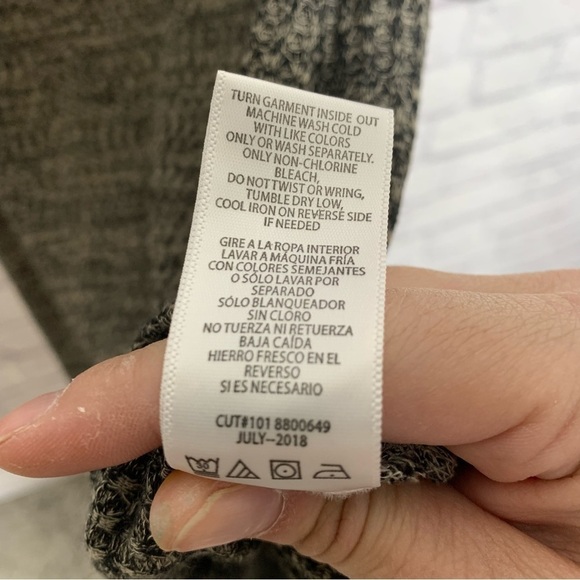 TURN GARMENT INSIDE OUT
MACHINE WASH COLD
WITH LIKE COLORS
ONLY OR WASH SEPARATELY.
ONLY NON-CHLORINE
BLEACH,
DO NOT TWIST OR WRING,
TUMBLE DRY LOW,
COOL IRON ON REVERSE SIDE
IF NEEDED
GIRE A LA ROPA INTERIOR
LAVAR A MÁQUINA FRÍA
CON COLORES SEMEJANTES
O SÓLO LAVAR POR
SEPARADO
SÓLO BLANQUEADOR
SIN CLORO
NO TUERZA NI RETUERZA
BAJA CAÍDA
HIERRO FRESCO EN EL
REVERSO
SI ES NECESARIO
CUT#101 8800649
JULY--2018